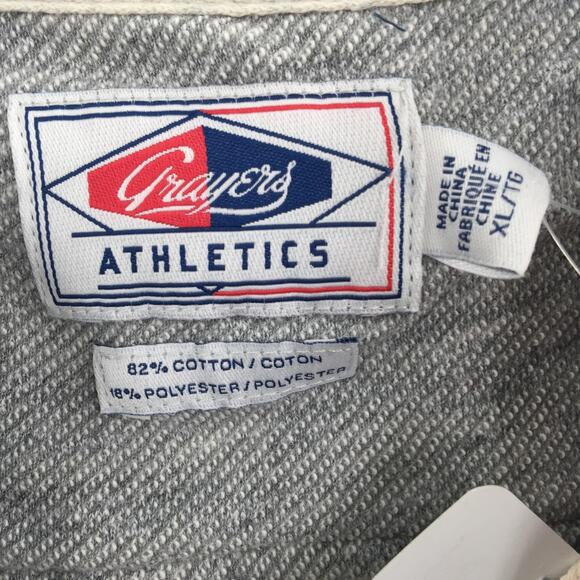 Grayers
ATHLETICS
MADE IN
CHINA
FABRIQUÉ EN
CHINE
XL/TG
82% COTTON / COTON
18% POLYESTER / POLYESTER